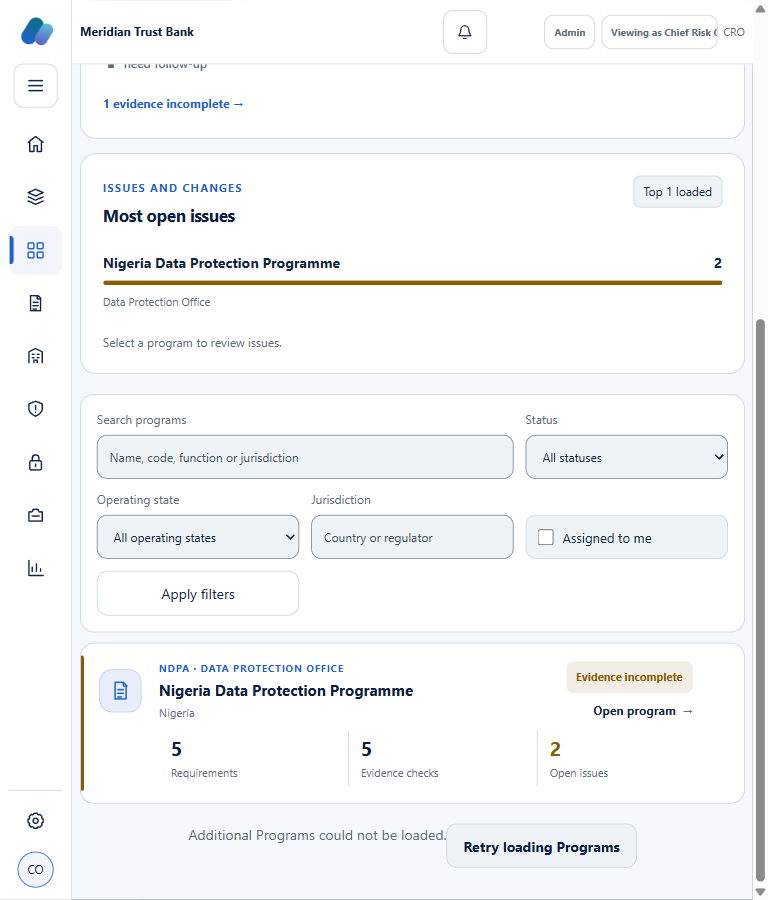 Meridian Trust Bank
Admin
Viewing as Chief Risk
CRO
need follow-up
1 evidence incomplete →
ISSUES AND CHANGES
Top 1 loaded
Most open issues
Nigeria Data Protection Programme
2
Data Protection Office
Select a program to review issues.
Search programs
Status
Name, code, function or jurisdiction
All statuses
Operating state
Jurisdiction
All operating states
Country or regulator
Assigned to me
Apply filters
NDPA · DATA PROTECTION OFFICE
Evidence incomplete
Nigeria Data Protection Programme
Open program →
Nigeria
5
5
2
Requirements
Evidence checks
Open issues
CO
Additional Programs could not be loaded.
Retry loading Programs